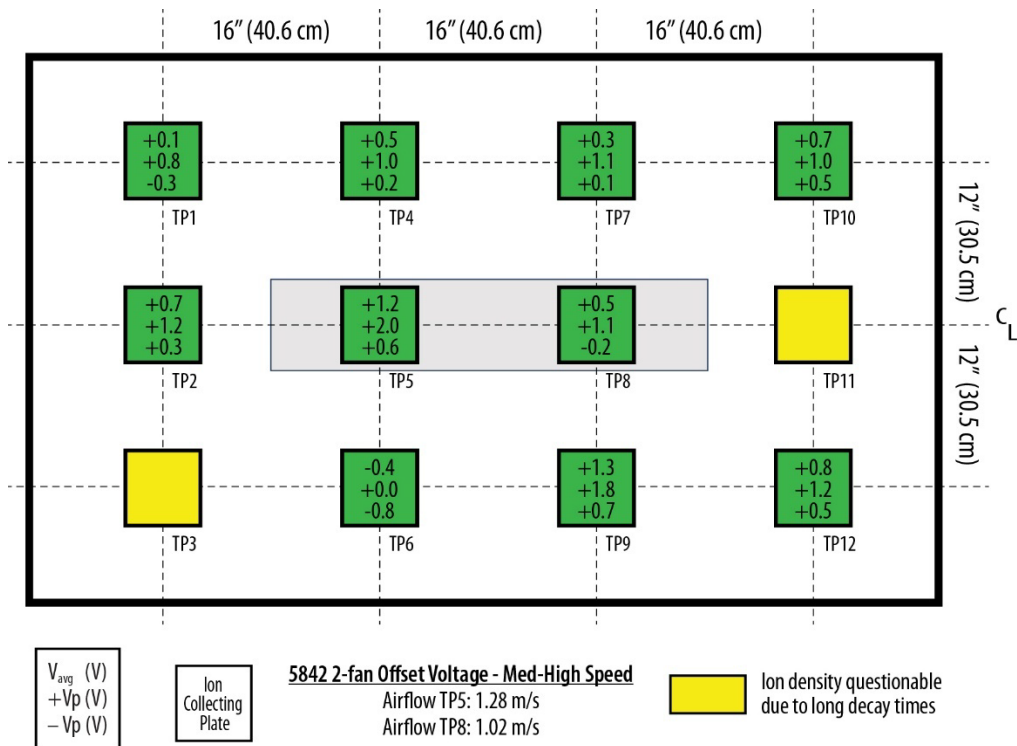 16” (40.6 cm) 16” (40.6 cm) 16” (40.6 cm)
+0.1
+0.8
-0.3
TP1
+0.5
+1.0
+0.2
TP4
+0.3
+1.1
+0.1
TP7
+0.7
+1.0
+0.5
TP10
12” (30.5 cm)
+0.7
+1.2
+0.3
TP2
+1.2
+2.0
+0.6
TP5
+0.5
+1.1
-0.2
TP8
TP11
CL
12” (30.5 cm)
TP3
-0.4
+0.0
-0.8
TP6
+1.3
+1.8
+0.7
TP9
+0.8
+1.2
+0.5
TP12
Vavg (V)
+Vp (V)
– Vp (V)
Ion
Collecting
Plate
5842 2-fan Offset Voltage - Med-High Speed
Airflow TP5: 1.28 m/s
Airflow TP8: 1.02 m/s
Ion density questionable
due to long decay times